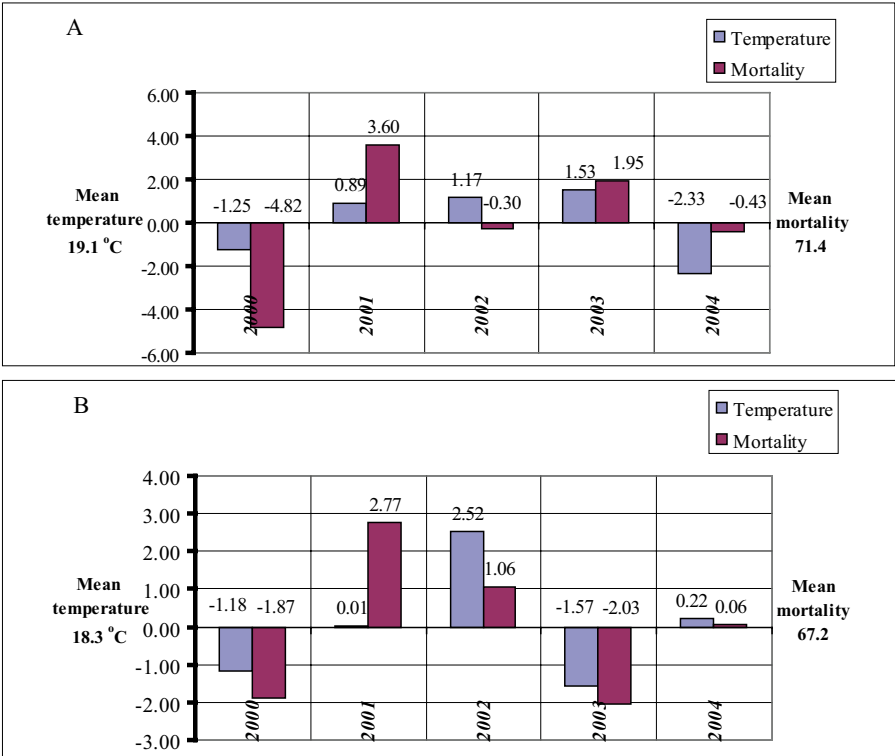 A
Temperature
Mortality
6.00
4.00
2.00
0.00
-2.00
-4.00
-6.00
Mean
temperature
19.1 °C
-1.25 -4.82
0.89
3.60
1.17
-0.30
1.53
1.95
-2.33
-0.43
2000
2001
2002
2003
2004
Mean
mortality
71.4
B
Temperature
Mortality
4.00
3.00
2.00
1.00
0.00
-1.00
-2.00
-3.00
Mean
temperature
18.3 °C
-1.18 -1.87
0.01
2.77
2.52
1.06
-1.57 -2.03
0.22 0.06
2000
2001
2002
2003
2004
Mean
mortality
67.2